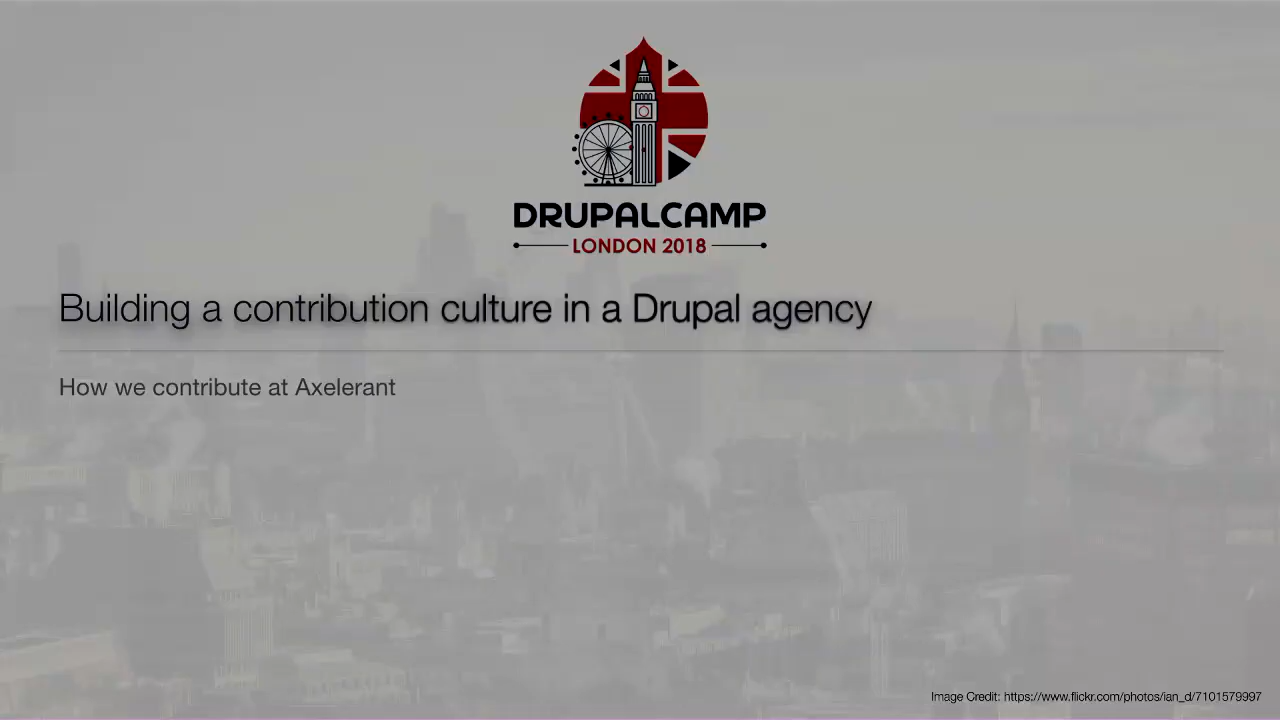 DRUPALCAMP
LONDON 2018
Building a contribution culture in a Drupal agency
How we contribute at Axelerant
Image Credit: https://www.flickr.com/photos/ian_d/7101579997